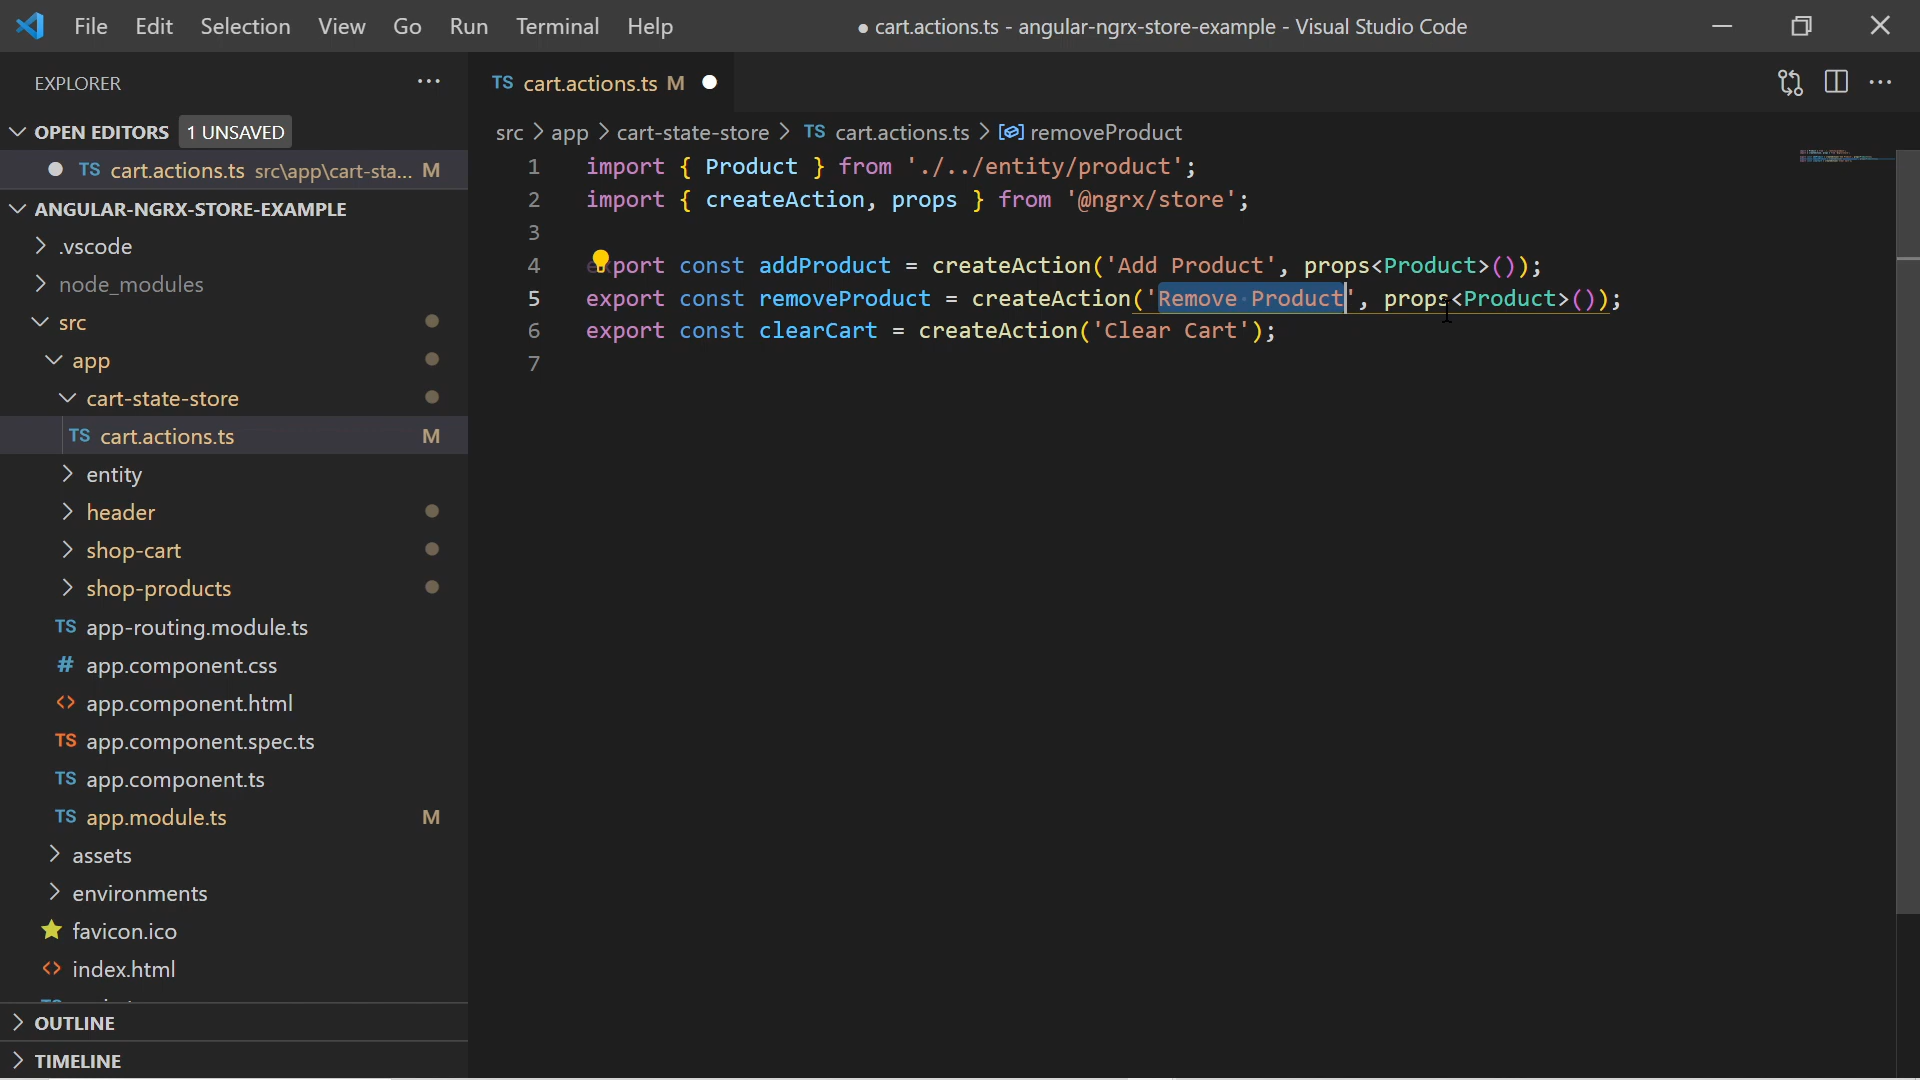 File Edit Selection View Go Run Terminal Help
● cart.actions.ts - angular-ngrx-store-example - Visual Studio Code
EXPLORER
OPEN EDITORS 1 UNSAVED
TS cart.actions.ts src\app\cart-sta... M
ANGULAR-NGRX-STORE-EXAMPLE
.vscode
node_modules
src
app
cart-state-store
TS cart.actions.ts M
entity
header
shop-cart
shop-products
TS app-routing.module.ts
# app.component.css
<> app.component.html
TS app.component.spec.ts
TS app.component.ts
TS app.module.ts M
assets
environments
favicon.ico
<> index.html
OUTLINE
TIMELINE
TS cart.actions.ts M
src > app > cart-state-store > TS cart.actions.ts > removeProduct
1 import { Product } from './../entity/product';
2 import { createAction, props } from '@ngrx/store';
3
4 export const addProduct = createAction('Add Product', props<Product>());
5 export const removeProduct = createAction('Remove Product', props<Product>());
6 export const clearCart = createAction('Clear Cart');
7